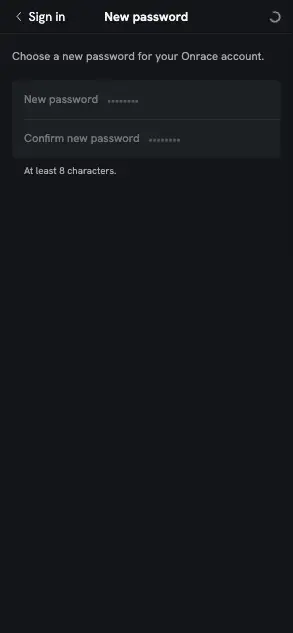 Sign in
New password
Choose a new password for your Onrace account.
New password ••••••••
Confirm new password ••••••••
At least 8 characters.